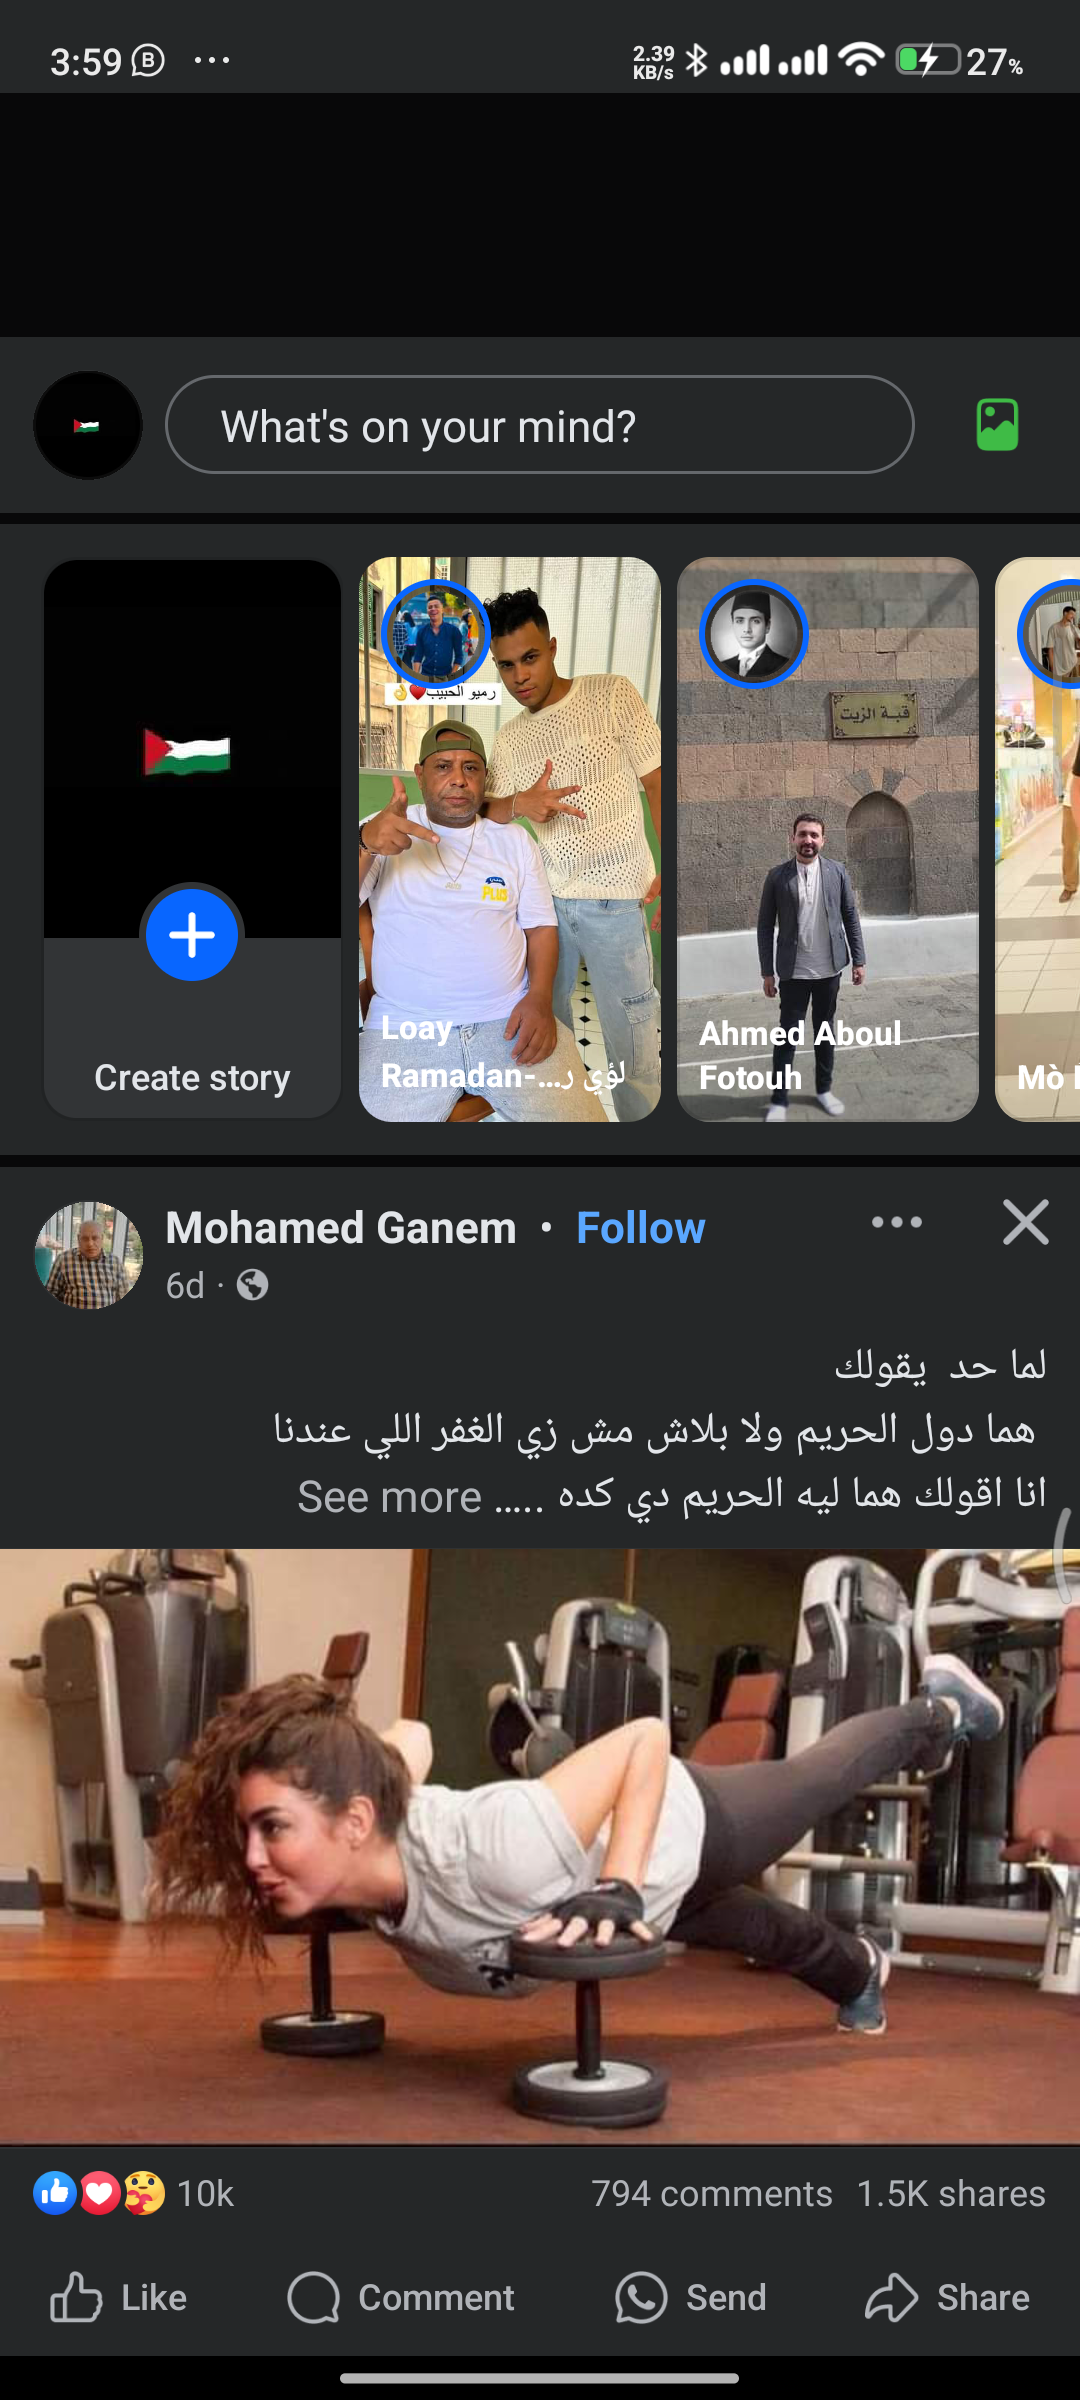 3:59
2.39
KB/s
27%
What's on your mind?
رميو الحبيب❤️👌
Plus
Loay
Ramadan-...لؤي ر
Create story
قبة الزيت
Ahmed Aboul
Fotouh
Mò
Mohamed Ganem • Follow
6d ·
لما حد يقولك
هما دول الحريم ولا بلاش مش زي الغفر اللي عندنا
انا اقولك هما ليه الحريم دي كده ..... See more
10k
794 comments 1.5K shares
Like
Comment
Send
Share